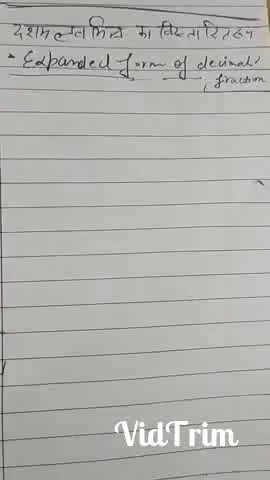 दशमलव भिन्न का विस्तारित रूप
Expanded form of decimal
fraction
VidTrim